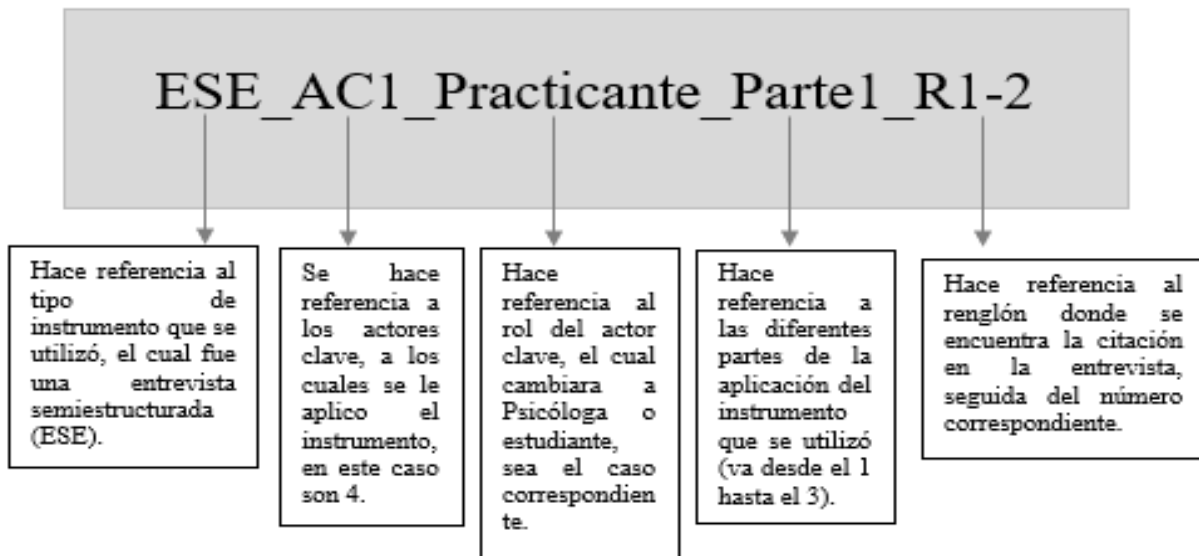 ESE_AC1_Practicante_Parte1_R1-2
Hace referencia al
tipo de
instrumento que se
utilizó, el cual fue
una entrevista
semiestructurada
(ESE).
Se hace
referencia a
los actores
clave, a los
cuales se le
aplico el
instrumento,
en este caso
son 4.
Hace
referencia al
rol del actor
clave, el cual
cambiara a
Psicóloga o
estudiante,
sea el caso
correspondien
te.
Hace
referencia a
las diferentes
partes de la
aplicación del
instrumento
que se utilizó
(va desde el 1
hasta el 3).
Hace referencia al
renglón donde se
encuentra la citación
en la entrevista,
seguida del número
correspondiente.